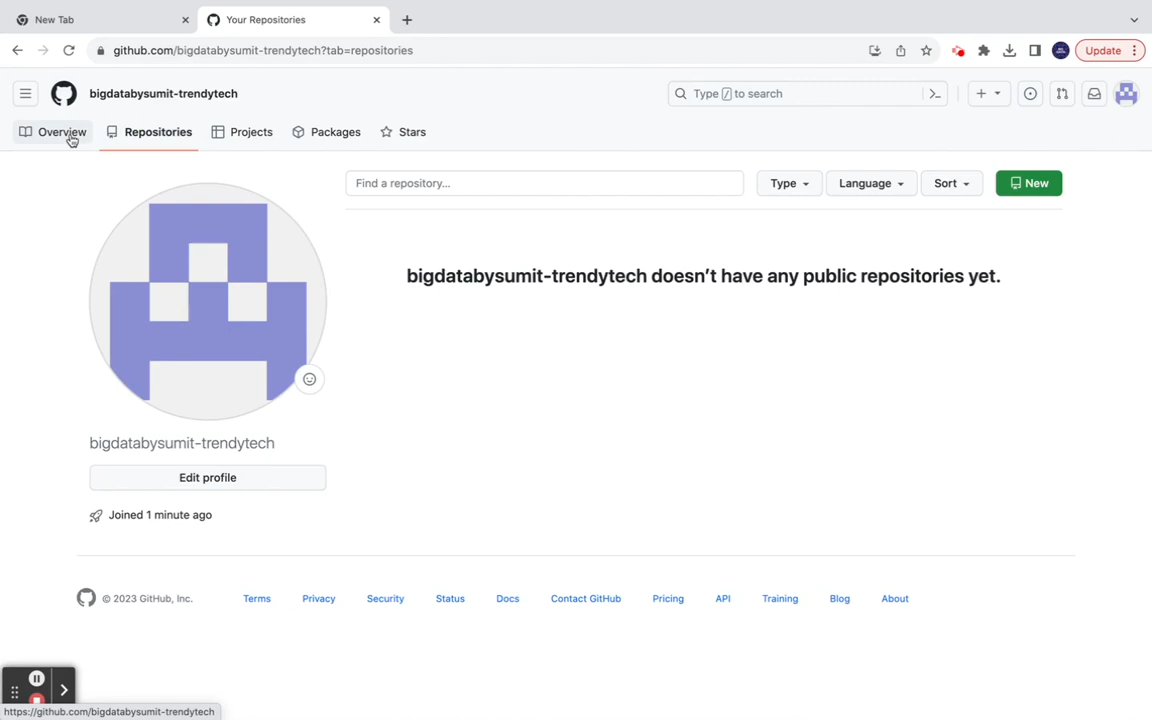 New Tab
Your Repositories
github.com/bigdatabysumit-trendytech?tab=repositories
Update
bigdatabysumit-trendytech
Type / to search
Overview
Repositories
Projects
Packages
Stars
Find a repository...
Type
Language
Sort
New
bigdatabysumit-trendytech doesn’t have any public repositories yet.
bigdatabysumit-trendytech
Edit profile
Joined 1 minute ago
© 2023 GitHub, Inc.
Terms
Privacy
Security
Status
Docs
Contact GitHub
Pricing
API
Training
Blog
About
https://github.com/bigdatabysumit-trendytech